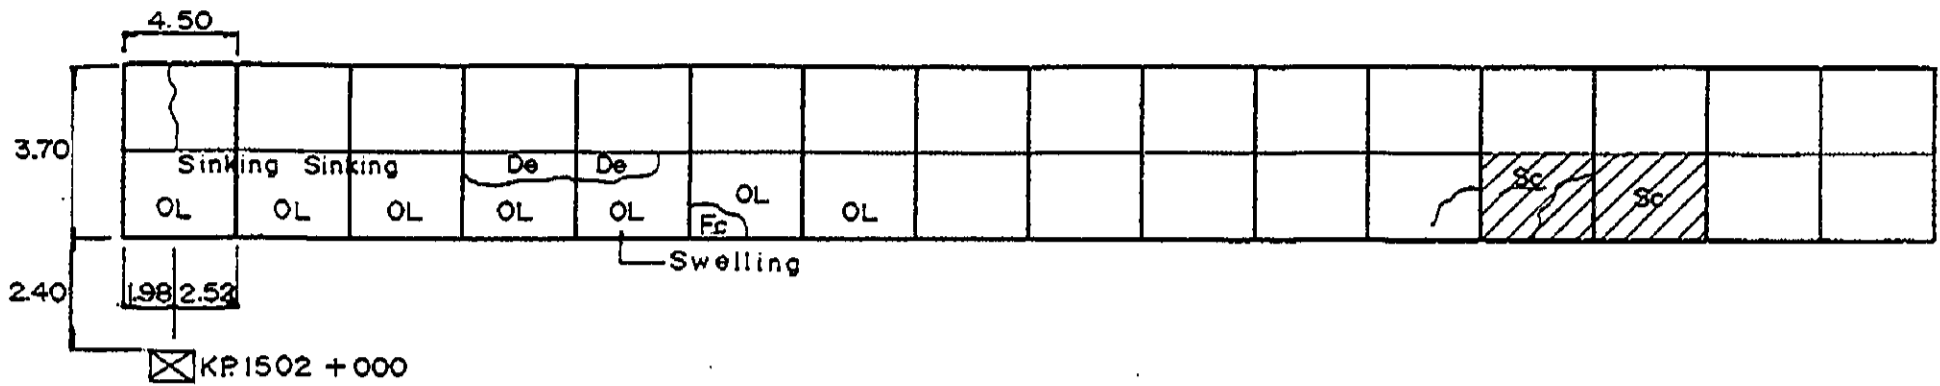 4.50
3.70
Sinking Sinking De De
Sc
OL OL OL OL OL OL OL Sc
Fc
Swelling
2.40 1.98 2.52
KP.1502 +000